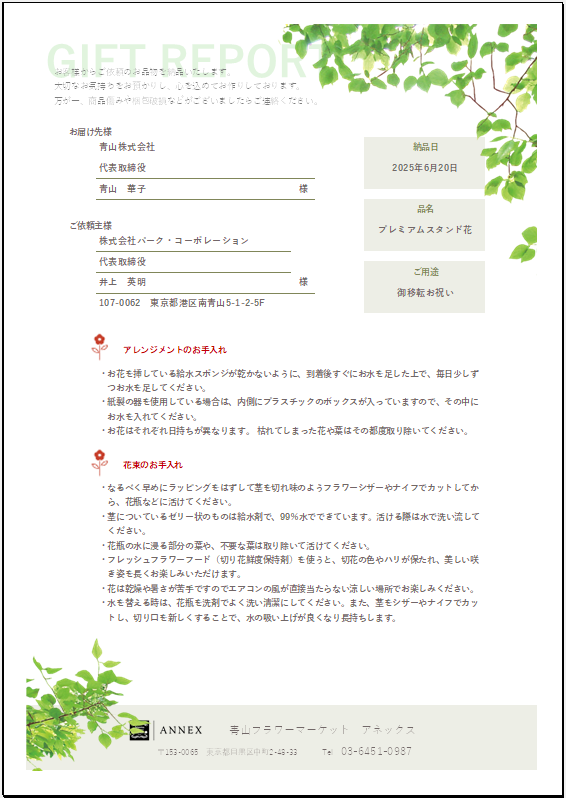 GIFT REPORT
お客様からご依頼のお品物を納品いたします。
大切なお気持ちをお預かりし、心を込めてお作りしております。
万が一、商品傷みや梱包破損などがございましたらご連絡ください。
お届け先様
青山株式会社
代表取締役
青山　華子　様
納品日
2025年6月20日
品名
プレミアムスタンド花
ご用途
御移転お祝い
ご依頼主様
株式会社パーク・コーポレーション
代表取締役
井上　英明　様
107-0062　東京都港区南青山5-1-2-5F
アレンジメントのお手入れ
・お花を挿している給水スポンジが乾かないように、到着後すぐにお水を足した上で、毎日少しず
つお水を足してください。
・紙製の器を使用している場合は、内側にプラスチックのボックスが入っていますので、その中に
お水を入れてください。
・お花はそれぞれ日持ちが異なります。 枯れてしまった花や葉はその都度取り除いてください。
花束のお手入れ
・なるべく早めにラッピングをはずして茎を切れ味のようフラワーシザーやナイフでカットしてか
ら、花瓶などに活けてください。
・茎についているゼリー状のものは給水剤で、99%水でできています。活ける際は水で洗い流して
ください。
・花瓶の水に浸る部分の葉や、不要な葉は取り除いて活けてください。
・フレッシュフラワーフード（切り花鮮度保持剤）を使うと、切花の色やハリが保たれ、美しい咲
き姿を長くお楽しみいただけます。
・花は乾燥や暑さが苦手ですのでエアコンの風が直接当たらない涼しい場所でお楽しみください。
・水を替える時は、花瓶を洗剤でよく洗い清潔にしてください。また、茎をシザーやナイフでカッ
トし、切り口を新しくすることで、水の吸い上げが良くなり長持ちします。
ANNEX　青山フラワーマーケット　アネックス
〒153-0065　東京都目黒区中町2-48-33　Tel　03-6451-0987